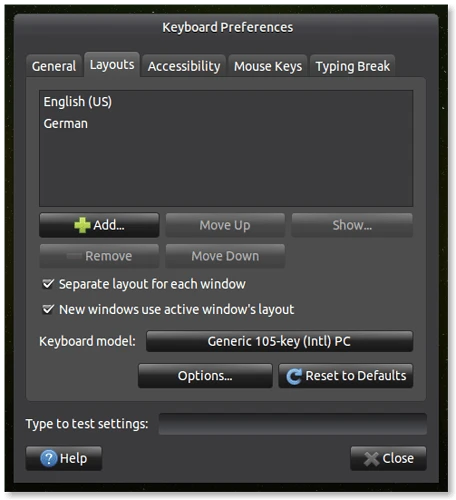 Keyboard Preferences
General Layouts Accessibility Mouse Keys Typing Break
English (US)
German
Add... Move Up Show...
Remove Move Down
Separate layout for each window
New windows use active window's layout
Keyboard model: Generic 105-key (Intl) PC
Options... Reset to Defaults
Type to test settings:
Help Close